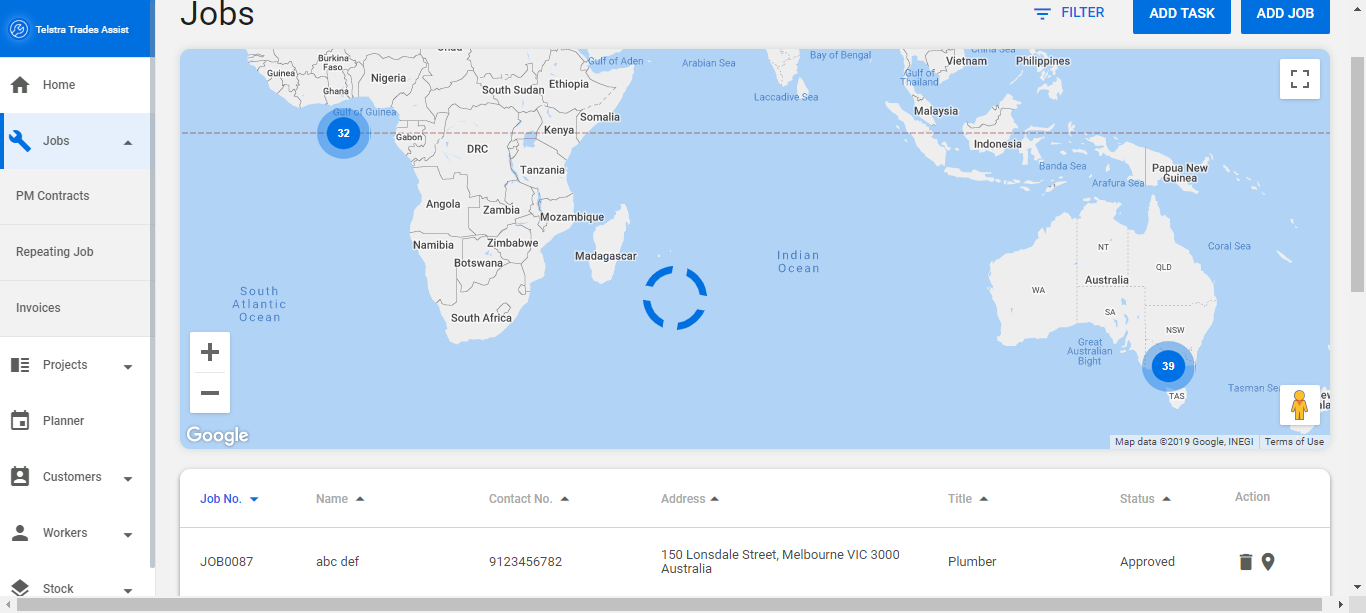 Telstra Trades Assist
Home
Jobs
PM Contracts
Repeating Job
Invoices
Projects
Planner
Customers
Workers
Stock
Jobs
FILTER
ADD TASK
ADD JOB
Burkina
Faso
Guinea
Ghana
Nigeria
South Sudan
Ethiopia
Somalia
Gulf of Aden
Arabian Sea
Bay of Bengal
Laccadive Sea
Gulf of
Thailand
Vietnam
China Sea
Philippines
Malaysia
Indonesia
Banda Sea
Arafura Sea
Papua New
Guinea
Gulf of Guinea
32
Gabon
DRC
Kenya
Tanzania
Angola
Zambia
Mozambique
Namibia
Zimbabwe
Botswana
Madagascar
South Africa
South
Atlantic
Ocean
Indian
Ocean
Coral Sea
NT
QLD
Australia
WA
SA
NSW
Great
Australian
Bight
39
TAS
Tasman
Google
Map data ©2019 Google, INEGI
Terms of Use
Job No. Name Contact No. Address Title Status Action
JOB0087 abc def 9123456782 150 Lonsdale Street, Melbourne VIC 3000 Plumber Approved
Australia